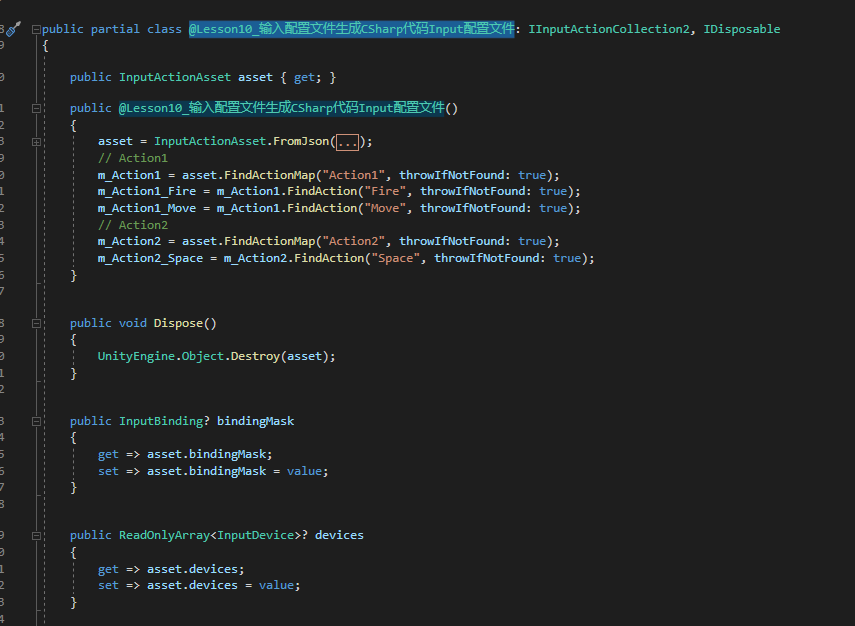 public partial class @Lesson10_输入配置文件生成CSharp代码Input配置文件: IInputActionCollection2, IDisposable
{
public InputActionAsset asset { get; }
public @Lesson10_输入配置文件生成CSharp代码Input配置文件()
{
asset = InputActionAsset.FromJson(...);
// Action1
m_Action1 = asset.FindActionMap("Action1", throwIfNotFound: true);
m_Action1_Fire = m_Action1.FindAction("Fire", throwIfNotFound: true);
m_Action1_Move = m_Action1.FindAction("Move", throwIfNotFound: true);
// Action2
m_Action2 = asset.FindActionMap("Action2", throwIfNotFound: true);
m_Action2_Space = m_Action2.FindAction("Space", throwIfNotFound: true);
}
public void Dispose()
{
UnityEngine.Object.Destroy(asset);
}
public InputBinding? bindingMask
{
get => asset.bindingMask;
set => asset.bindingMask = value;
}
public ReadOnlyArray<InputDevice>? devices
{
get => asset.devices;
set => asset.devices = value;
}